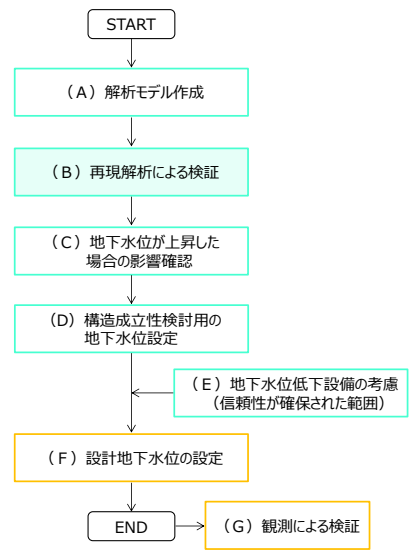 START
（A）解析モデル作成
（B）再現解析による検証
（C）地下水位が上昇した
場合の影響確認
（D）構造成立性検討用の
地下水位設定
（E）地下水位低下設備の考慮
（信頼性が確保された範囲）
（F）設計地下水位の設定
END
（G）観測による検証